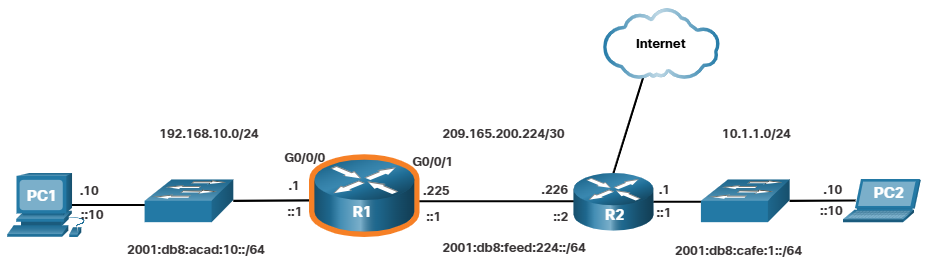 Internet
192.168.10.0/24
209.165.200.224/30
10.1.1.0/24
G0/0/0
G0/0/1
PC1
.10
::10
.1
::1
R1
.225
::1
.226
::2
R2
.1
::1
.10
::10
PC2
2001:db8:acad:10::/64
2001:db8:feed:224::/64
2001:db8:cafe:1::/64